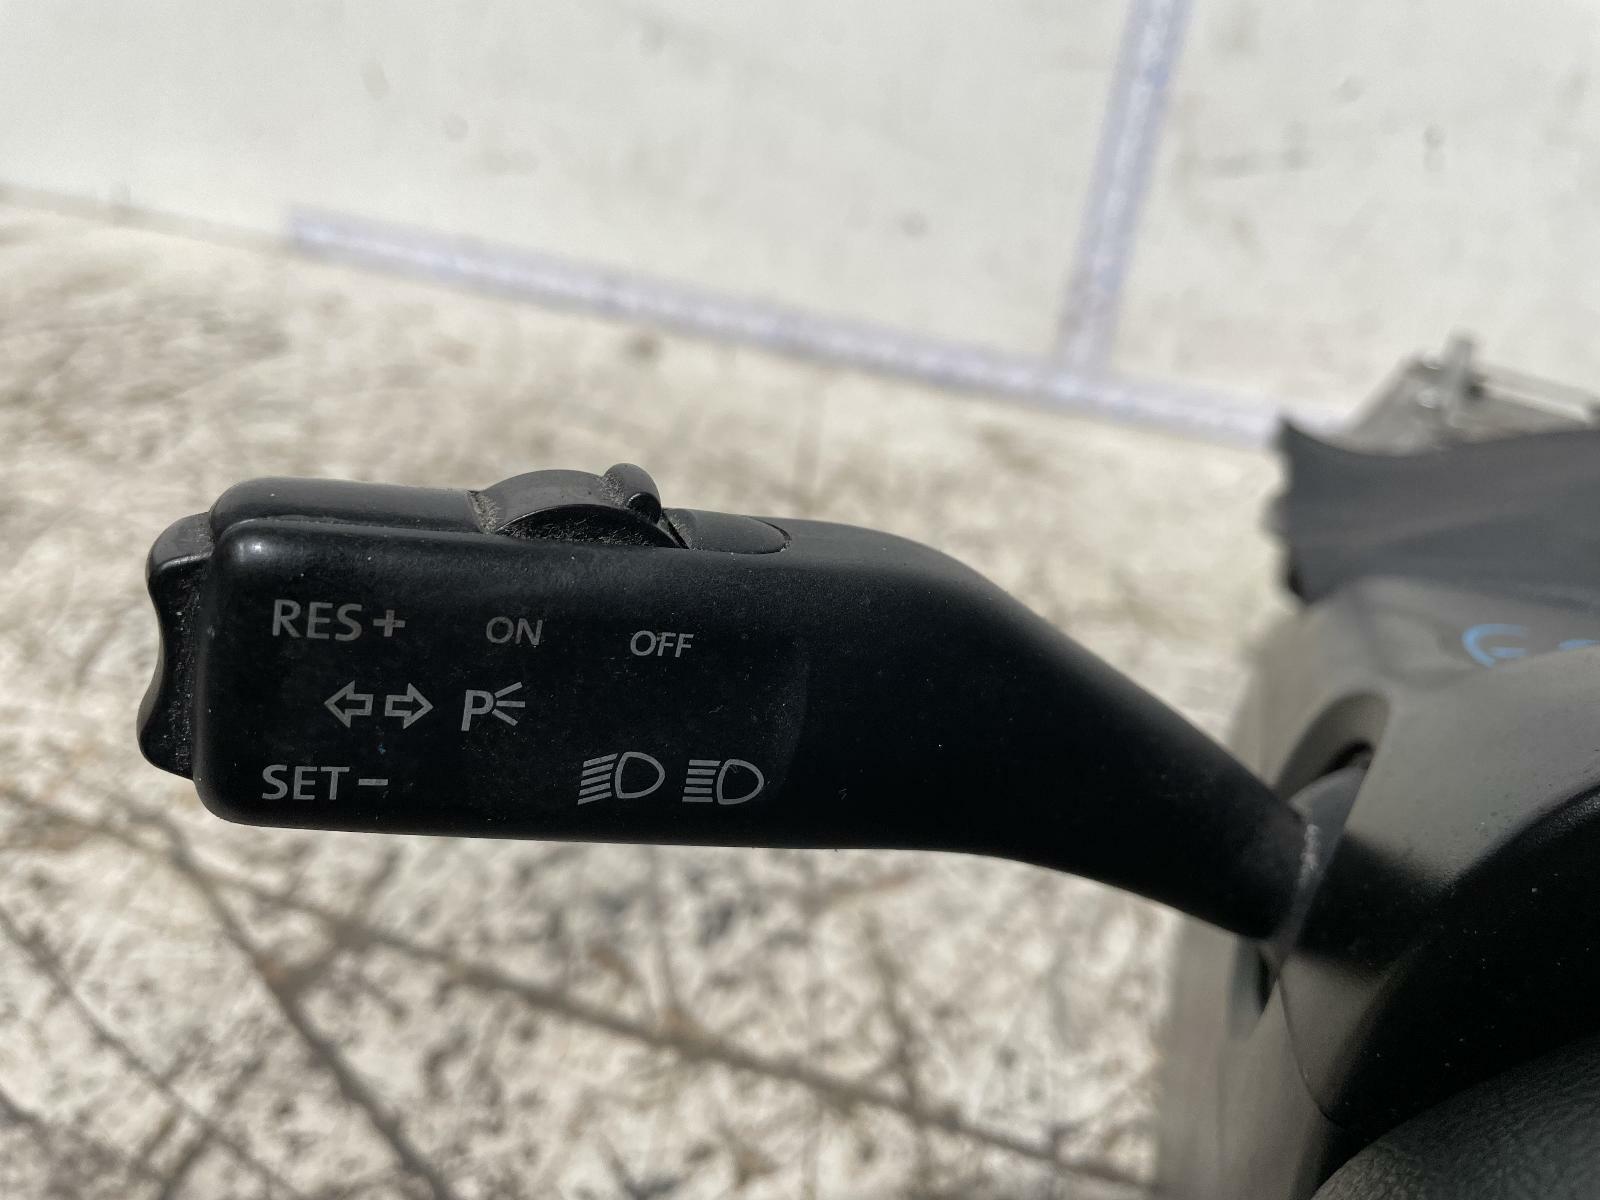 RES + ON OFF
P
SET -